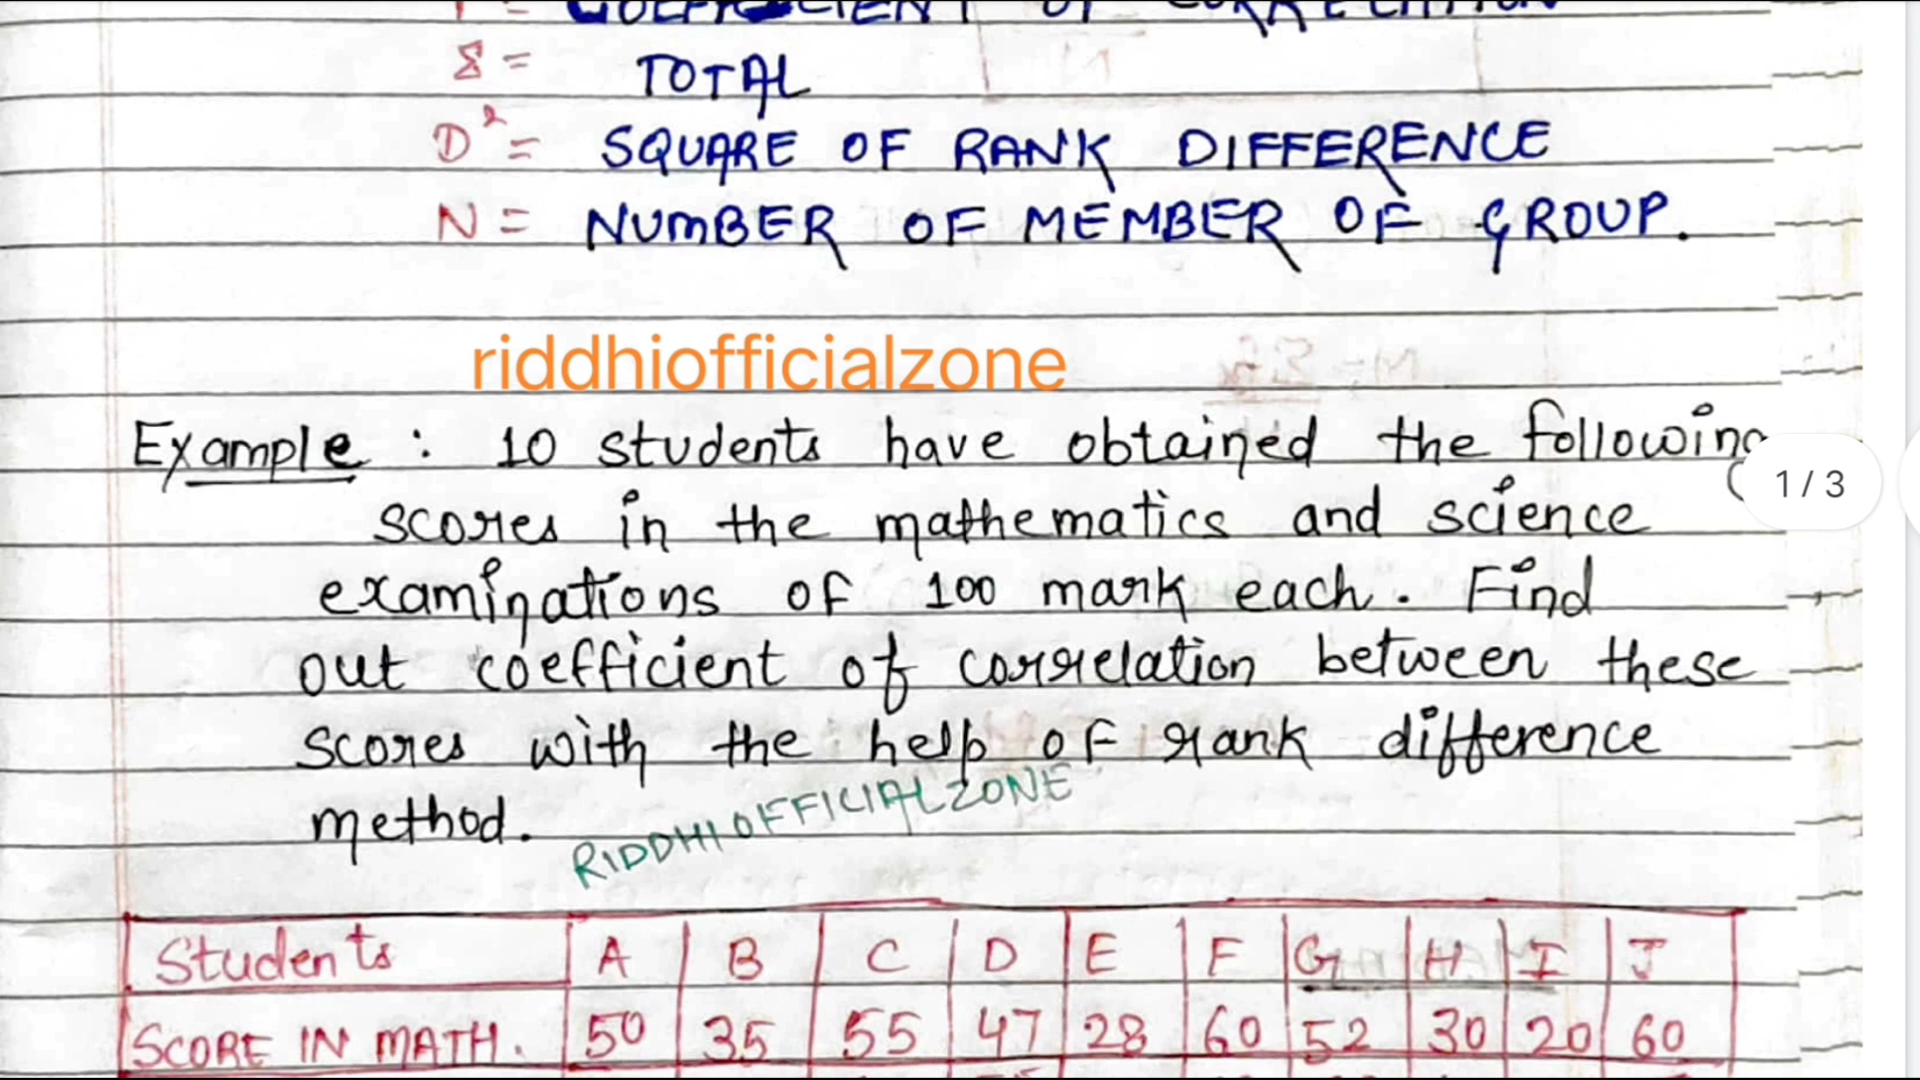 COEFFICIENT OF CORRELATION
Σ = TOTAL
D² = SQUARE OF RANK DIFFERENCE
N = NUMBER OF MEMBER OF GROUP.
riddhiofficialzone
Example : 10 students have obtained the following
1 / 3
scores in the mathematics and science
examinations of 100 mark each. Find
out coefficient of correlation between these
scores with the help of rank difference
method.
RIDDHIOFFICIALZONE
Students A B C D E F G H I J
SCORE IN MATH. 50 35 55 47 28 60 52 30 20 60